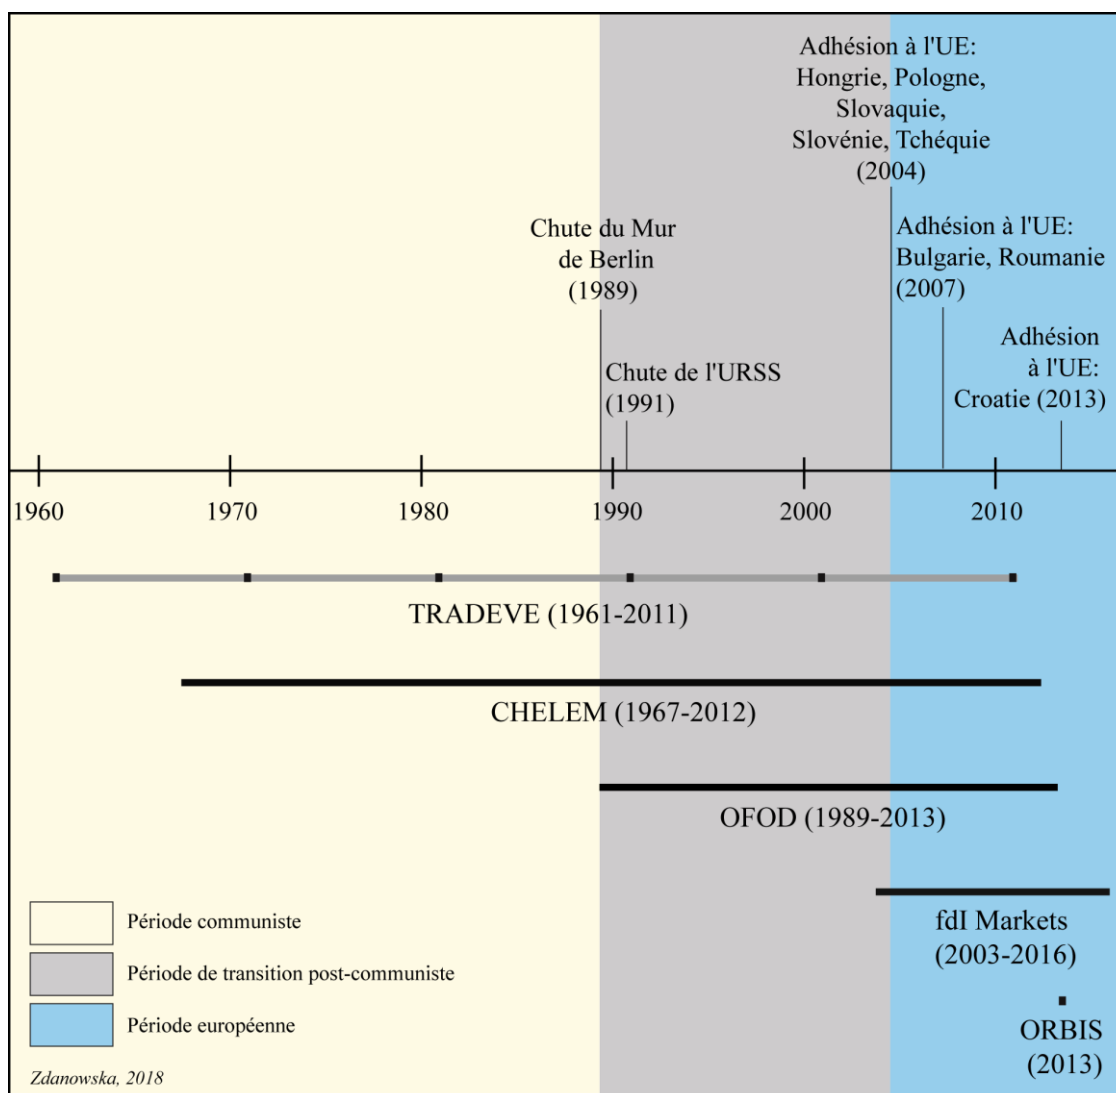 Adhésion à l'UE:
Hongrie, Pologne,
Slovaquie,
Slovénie, Tchéquie
(2004)
Chute du Mur
de Berlin
(1989)
Adhésion à l'UE:
Bulgarie, Roumanie
(2007)
Adhésion
à l'UE:
Croatie (2013)
Chute de l'URSS
(1991)
1960 1970 1980 1990 2000 2010
TRADEVE (1961-2011)
CHELEM (1967-2012)
OFOD (1989-2013)
fdI Markets
(2003-2016)
ORBIS
(2013)
Période communiste
Période de transition post-communiste
Période européenne
Zdanowska, 2018